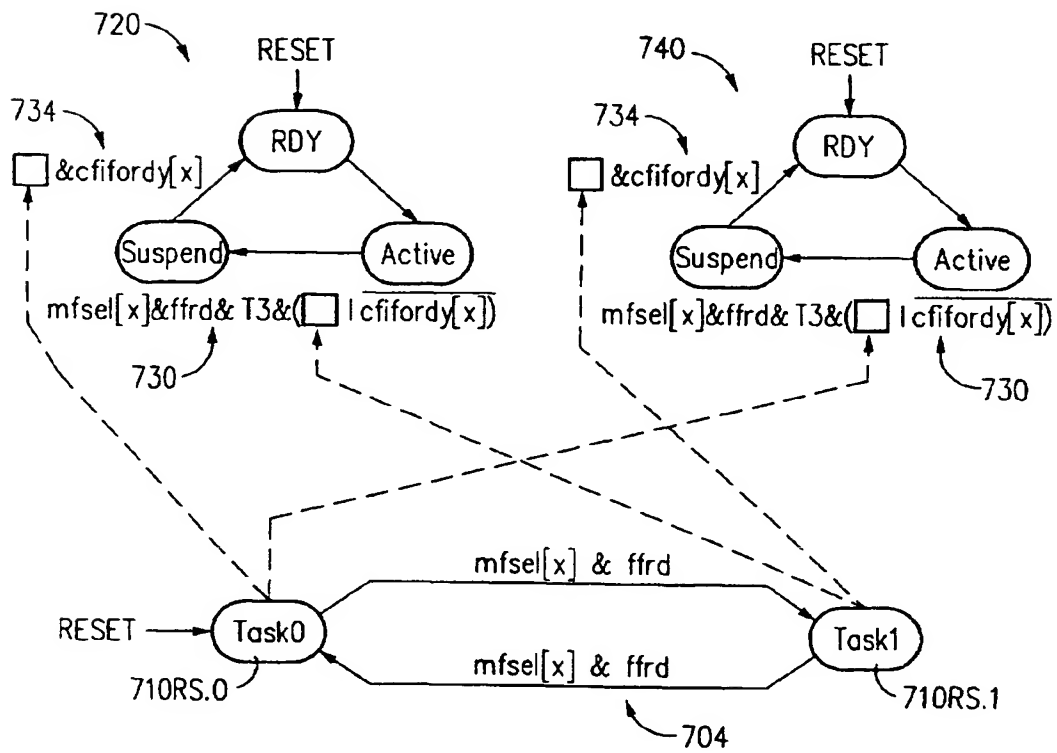 720
RESET
740
RESET
734
RDY
734
RDY
&cfifordy[x]
&cfifordy[x]
Suspend
Active
Suspend
Active
mfsel[x]&ffrd& T3&( | cfifordy[x])
mfsel[x]&ffrd& T3&( | cfifordy[x])
730
730
mfsel[x] & ffrd
RESET
Task0
Task1
mfsel[x] & ffrd
710RS.0
710RS.1
704